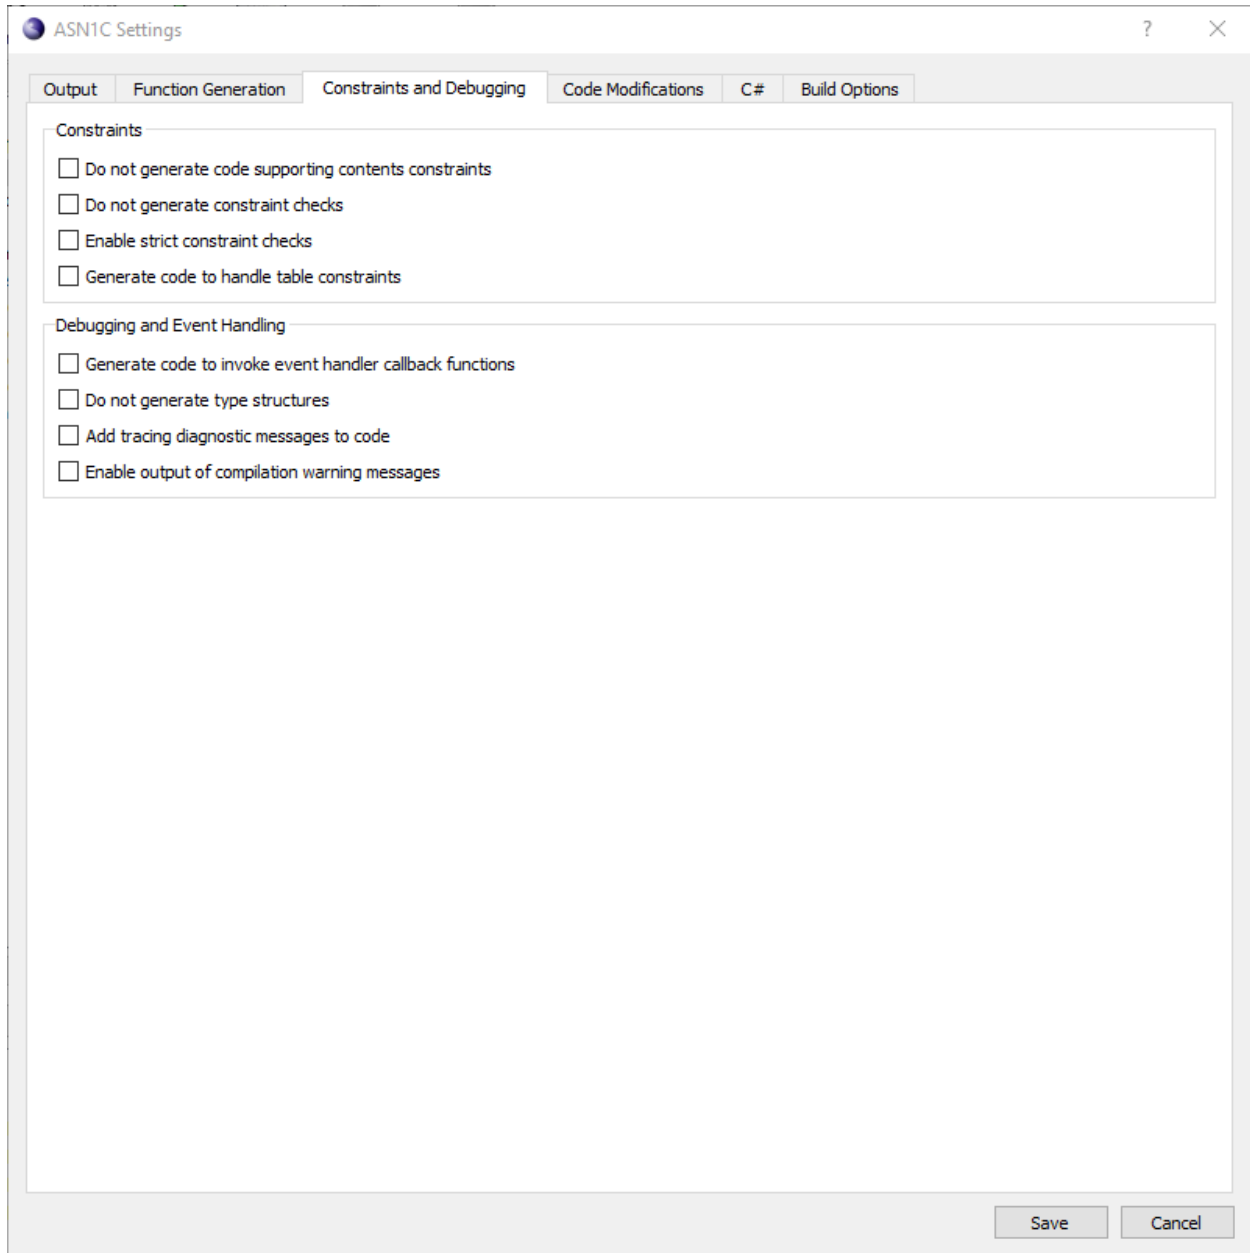 ASN1C Settings ?
Output Function Generation Constraints and Debugging Code Modifications C# Build Options
Constraints
Do not generate code supporting contents constraints
Do not generate constraint checks
Enable strict constraint checks
Generate code to handle table constraints
Debugging and Event Handling
Generate code to invoke event handler callback functions
Do not generate type structures
Add tracing diagnostic messages to code
Enable output of compilation warning messages
Save Cancel